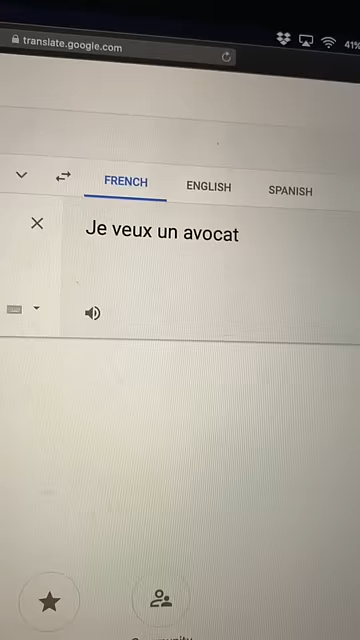 translate.google.com
41%
FRENCH
ENGLISH
SPANISH
Je veux un avocat